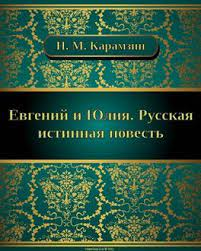 Н. М. Карамзин
Евгений и Юлия. Русская
истинная повесть